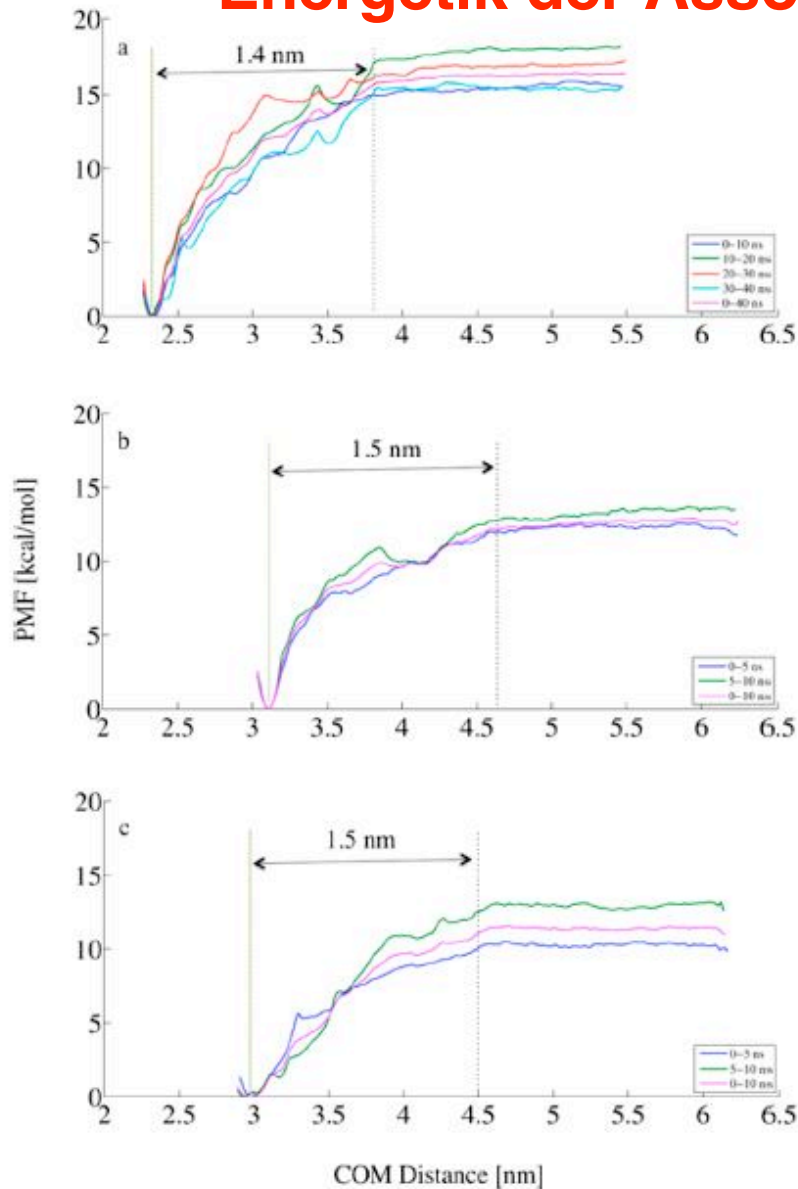 Energetik der Asso
20
a
1.4 nm
15
10
5
0
0-10 ns
10-20 ns
20-30 ns
30-40 ns
0-40 ns
2 2.5 3 3.5 4 4.5 5 5.5 6 6.5
20
b
1.5 nm
15
10
5
0
0-5 ns
5-10 ns
0-10 ns
2 2.5 3 3.5 4 4.5 5 5.5 6 6.5
PMF [kcal/mol]
20
c
1.5 nm
15
10
5
0
0-5 ns
5-10 ns
0-10 ns
2 2.5 3 3.5 4 4.5 5 5.5 6 6.5
COM Distance [nm]